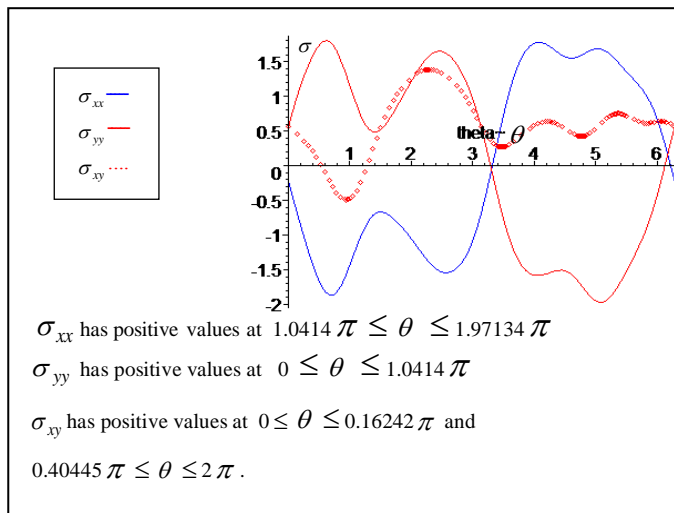 σ
1.5
1
0.5
0
-0.5
-1
-1.5
-2
theta θ
1 2 3 4 5 6
σxx
σyy
σxy
σxx has positive values at 1.0414 π ≤ θ ≤ 1.97134 π
σyy has positive values at 0 ≤ θ ≤ 1.0414 π
σxy has positive values at 0 ≤ θ ≤ 0.16242 π and
0.40445 π ≤ θ ≤ 2 π .